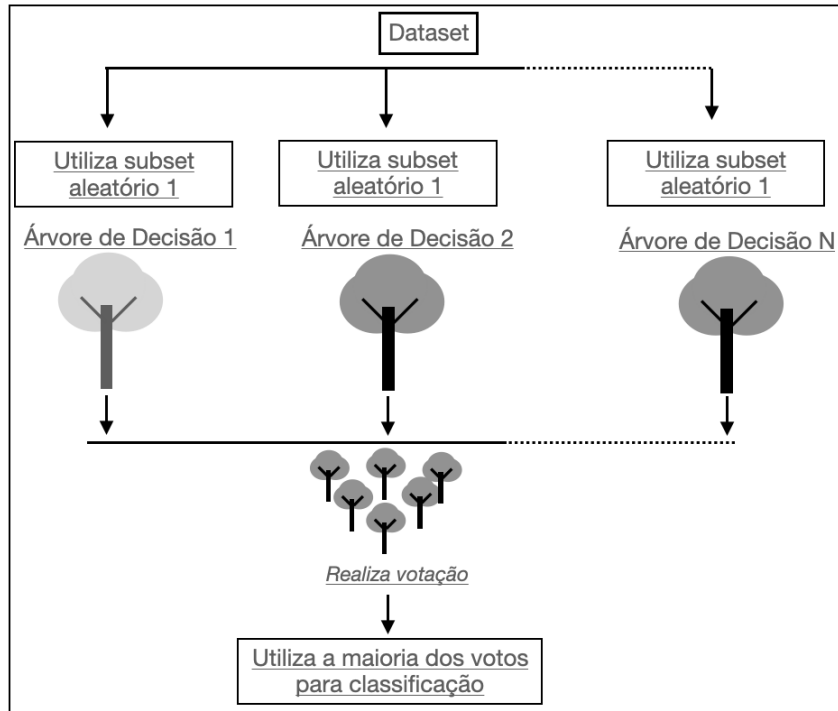 Dataset
Utiliza subset
aleatório 1
Utiliza subset
aleatório 1
Utiliza subset
aleatório 1
Árvore de Decisão 1
Árvore de Decisão 2
Árvore de Decisão N
Realiza votação
Utiliza a maioria dos votos
para classificação